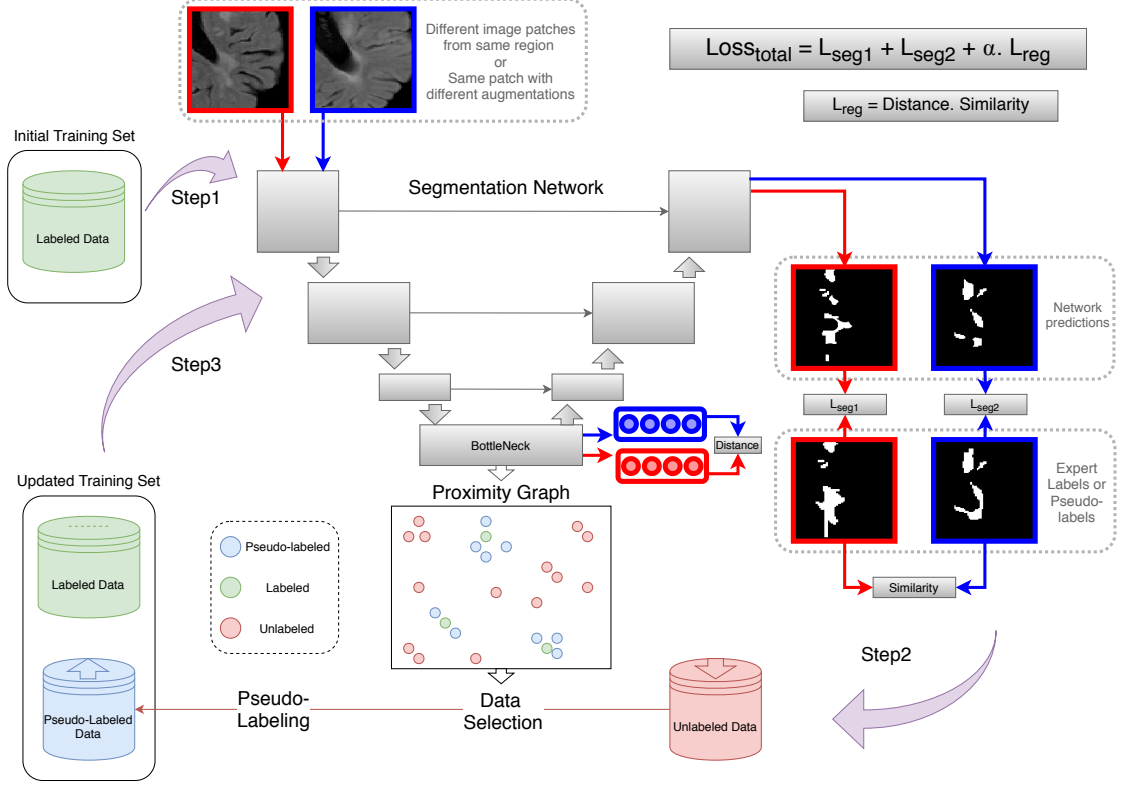 Different image patches
from same region
or
Same patch with
different augmentations
Loss_total = L_seg1 + L_seg2 + α. L_reg
L_reg = Distance. Similarity
Initial Training Set
Labeled Data
Step1
Segmentation Network
Step3
Network
predictions
L_seg1
L_seg2
BottleNeck
Distance
Proximity Graph
Expert
Labels or
Pseudo-
labels
Similarity
Updated Training Set
Labeled Data
Pseudo-Labeled
Data
Pseudo-labeled
Labeled
Unlabeled
Step2
Pseudo-
Labeling
Data
Selection
Unlabeled Data